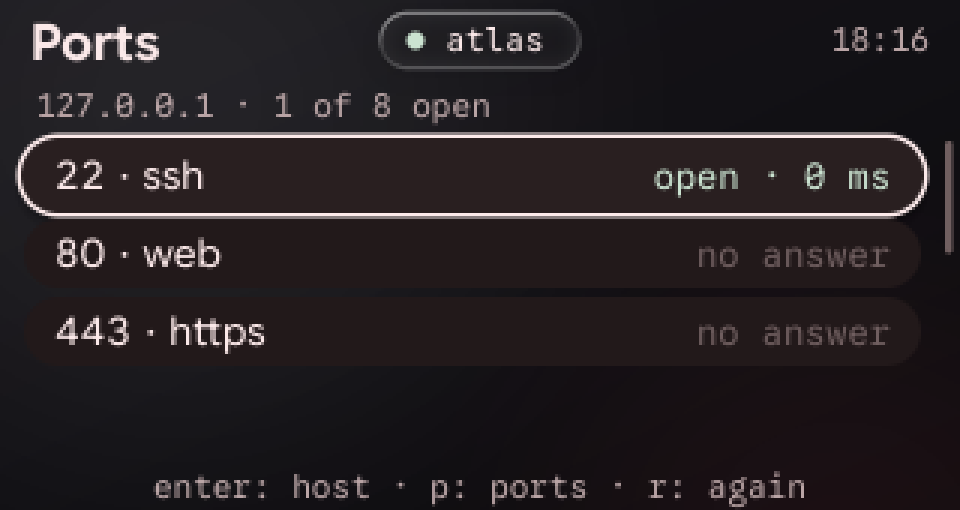 Ports
atlas
18:16
127.0.0.1 · 1 of 8 open
22 · ssh open · 0 ms
80 · web no answer
443 · https no answer
enter: host · p: ports · r: again